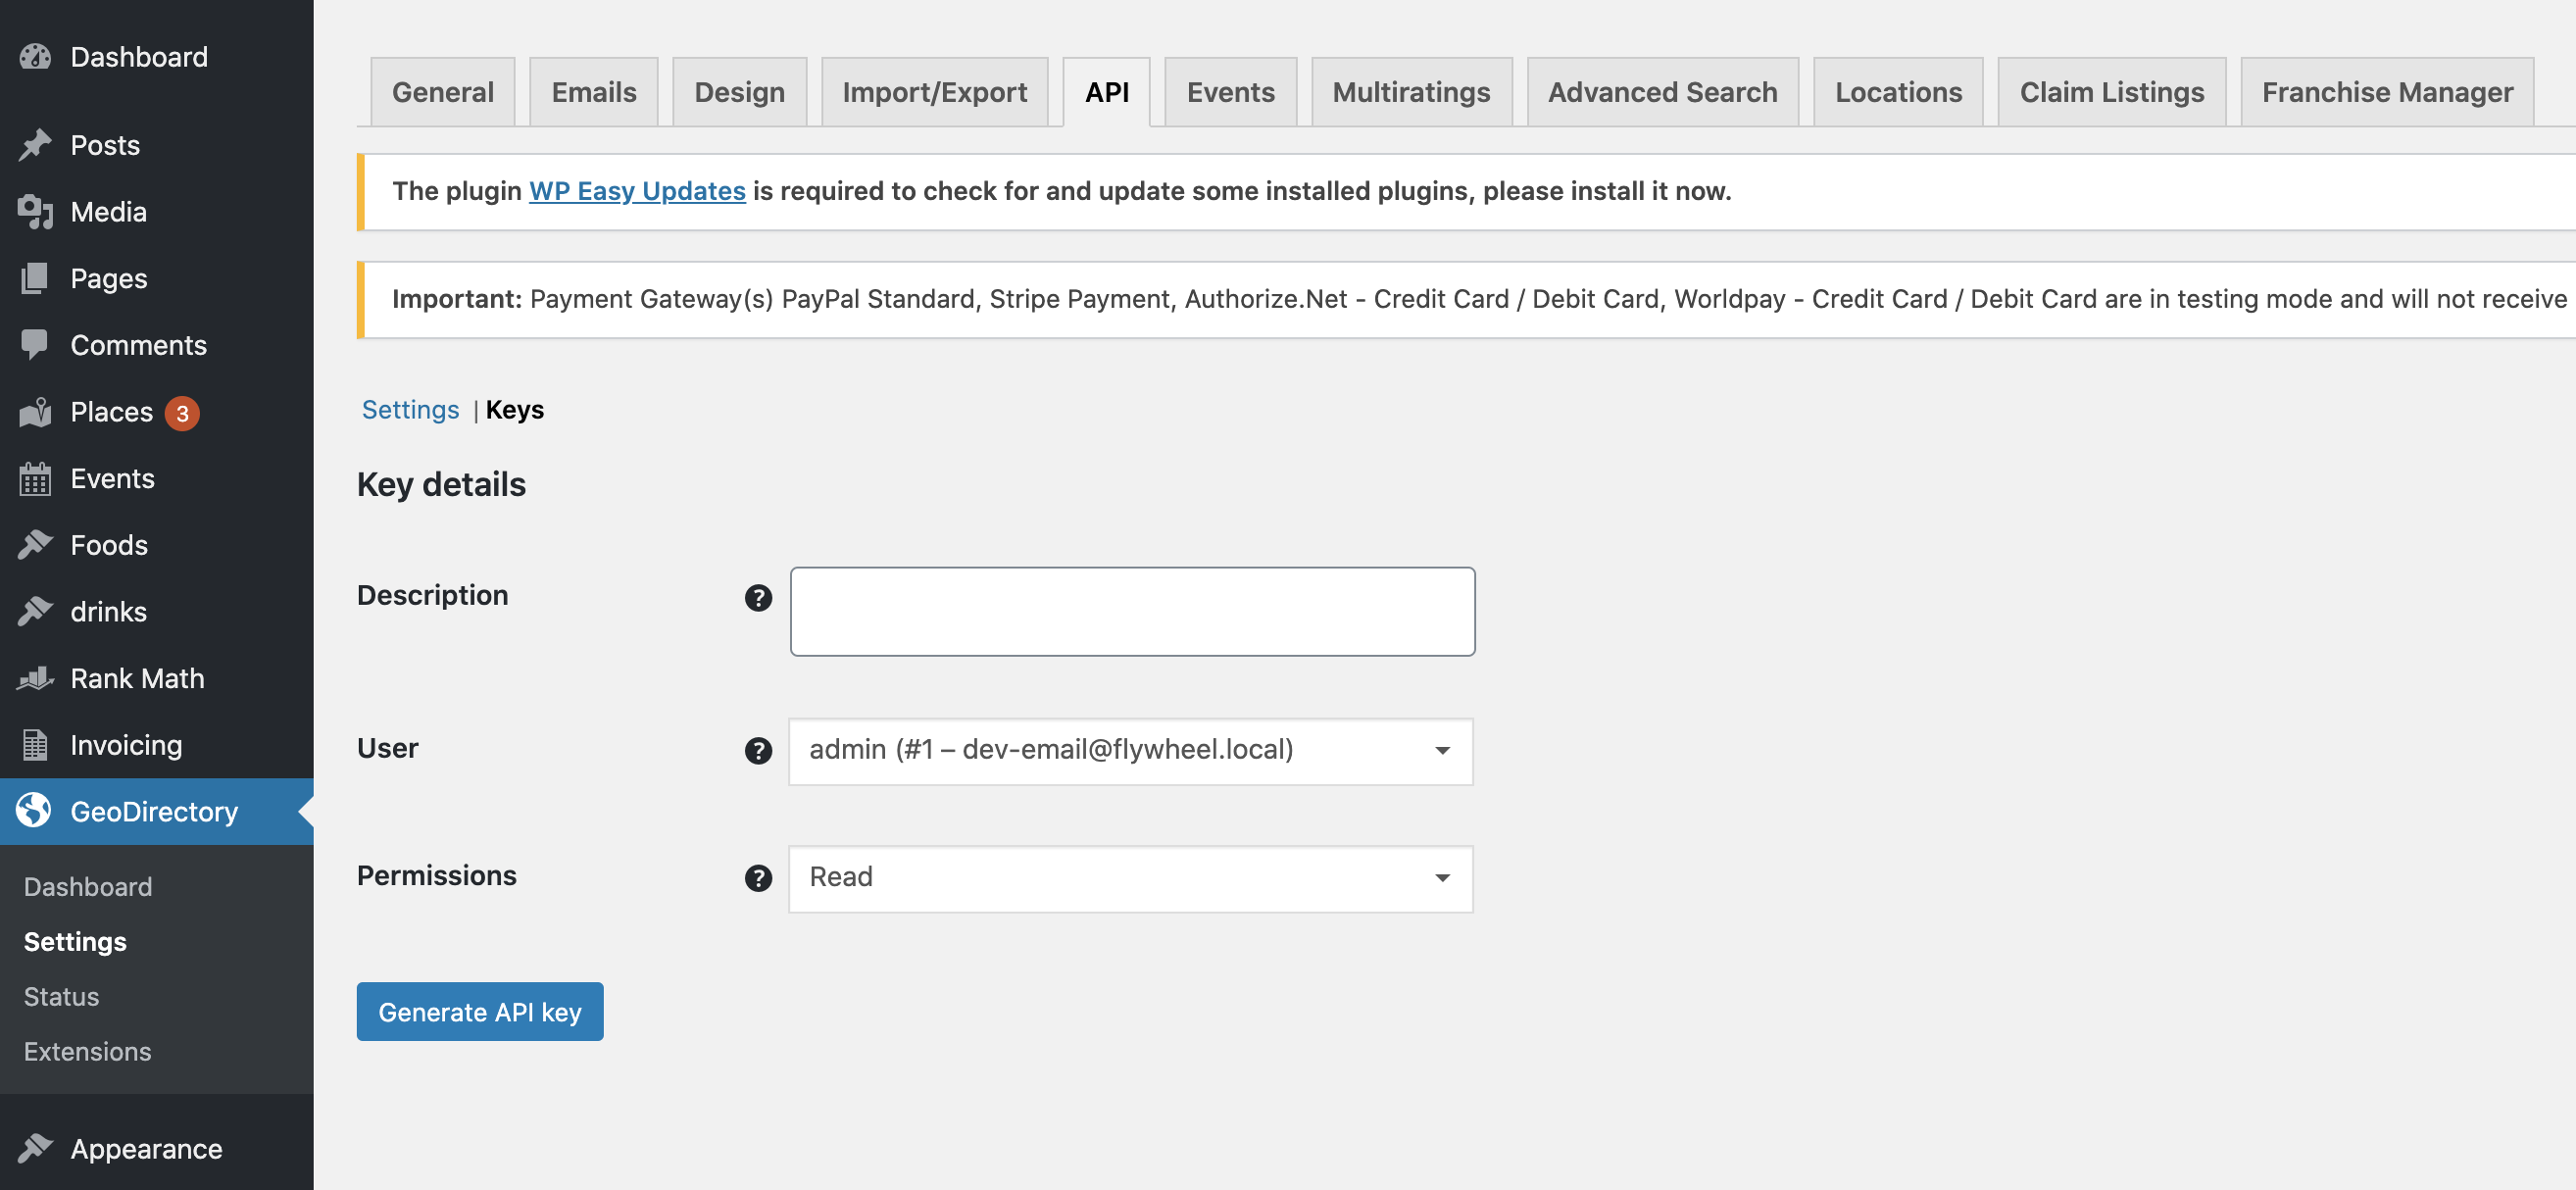 Dashboard
Posts
Media
Pages
Comments
Places 3
Events
Foods
drinks
Rank Math
Invoicing
GeoDirectory
Dashboard
Settings
Status
Extensions
Appearance
General Emails Design Import/Export API Events Multiratings Advanced Search Locations Claim Listings Franchise Manager
The plugin WP Easy Updates is required to check for and update some installed plugins, please install it now.
Important: Payment Gateway(s) PayPal Standard, Stripe Payment, Authorize.Net - Credit Card / Debit Card, Worldpay - Credit Card / Debit Card are in testing mode and will not receive
Settings | Keys
Key details
Description ?
User ? admin (#1 – dev-email@flywheel.local)
Permissions ? Read
Generate API key